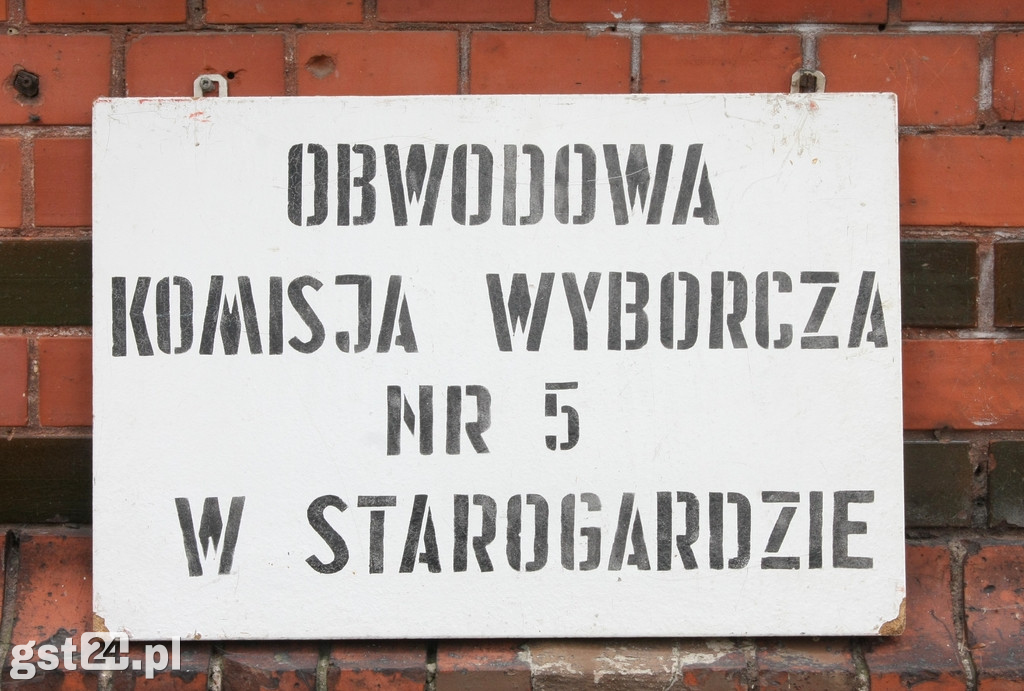 OBWODOWA
KOMISJA WYBORCZA
NR 5
W STAROGARDZIE
gst24.pl